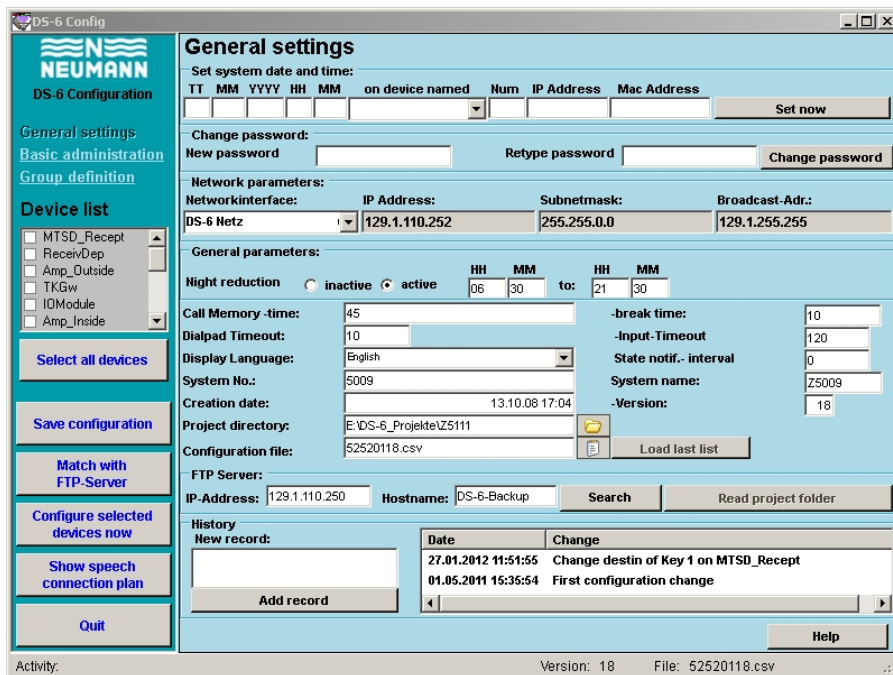 DS-6 Config
N
NEUMANN
DS-6 Configuration
General settings
Basic administration
Group definition
Device list
MTSD_Recept
ReceivDep
Amp_Outside
TKGw
IOModule
Amp_Inside
Select all devices
Save configuration
Match with
FTP-Server
Configure selected
devices now
Show speech
connection plan
Quit
General settings
Set system date and time:
TT MM YYYY HH MM on device named Num IP Address Mac Address
Set now
Change password:
New password Retype password Change password
Network parameters:
Networkinterface: IP Address: Subnetmask: Broadcast-Adr.:
DS-6 Netz 129.1.110.252 255.255.0.0 129.1.255.255
General parameters:
HH MM HH MM
Night reduction inactive active 06 30 to: 21 30
Call Memory -time: 45 -break time: 10
Dialpad Timeout: 10 -Input-Timeout 120
Display Language: English State notif.- interval 0
System No.: 5009 System name: Z5009
Creation date: 13.10.08 17:04 -Version: 18
Project directory: E:\DS-6_Projekte\Z5111
Configuration file: 52520118.csv Load last list
FTP Server:
IP-Address: 129.1.110.250 Hostname: DS-6-Backup Search Read project folder
History
New record:
Add record
Date Change
27.01.2012 11:51:55 Change destin of Key 1 on MTSD_Recept
01.05.2011 15:35:54 First configuration change
Help
Activity: Version: 18 File: 52520118.csv